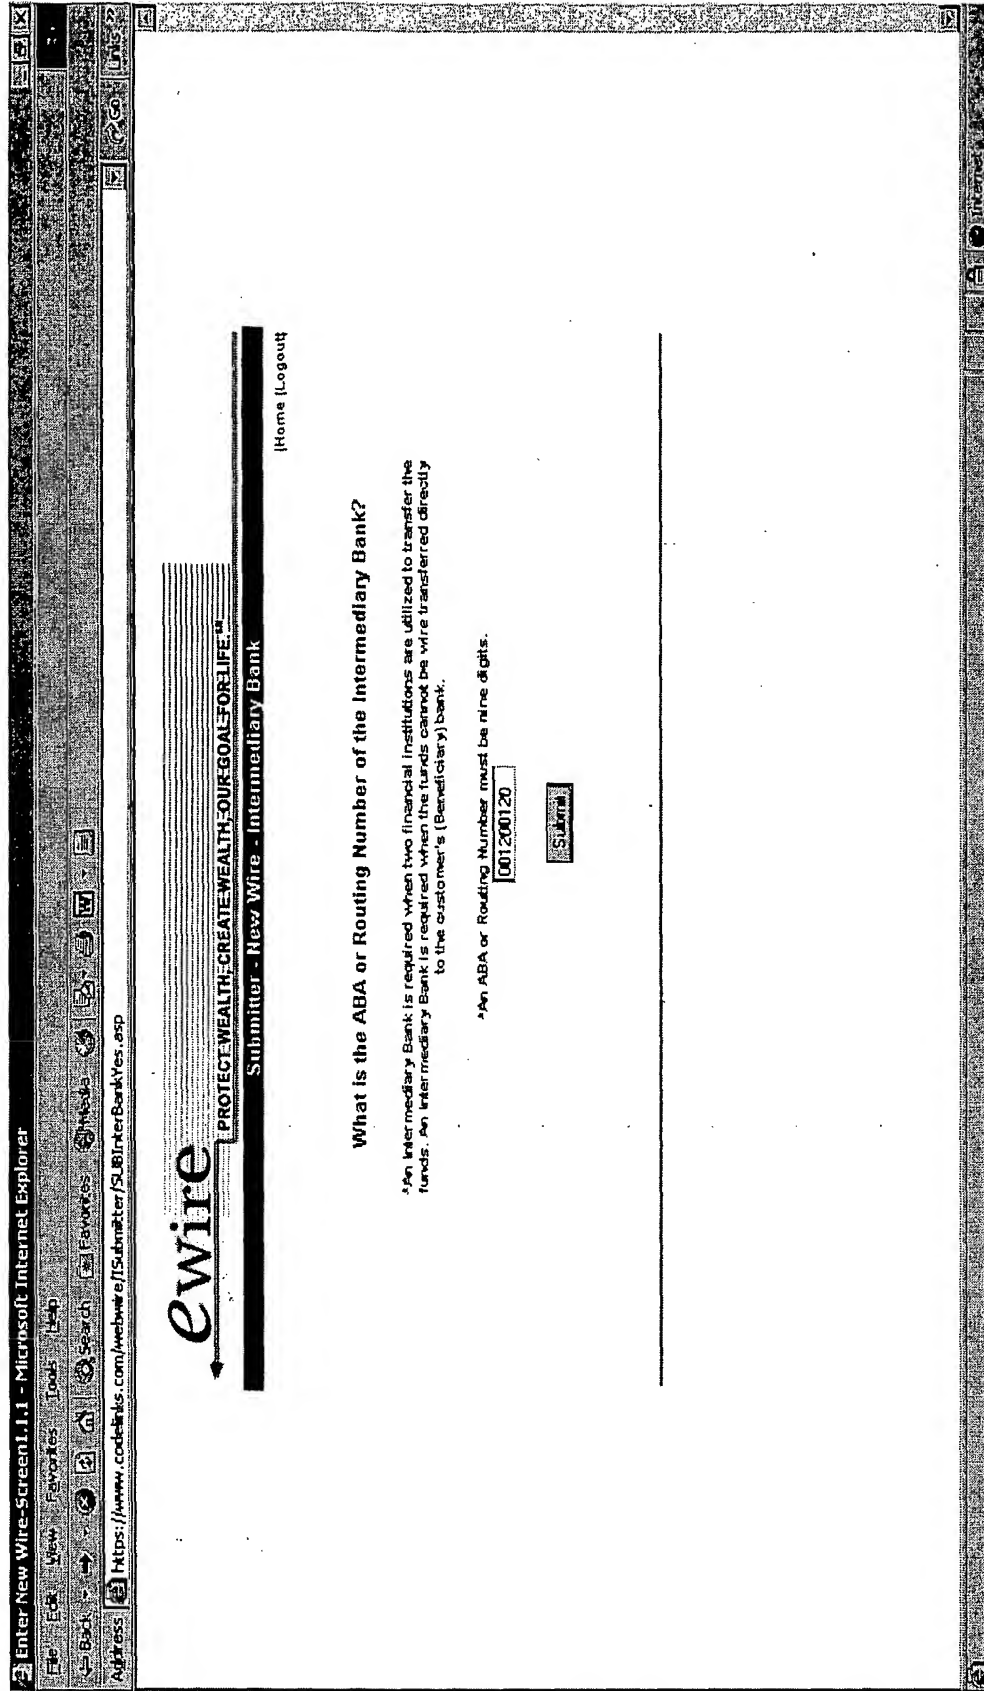 Enter New Wire-Screen1.1.1 - Microsoft Internet Explorer
File Edit View Favorites Tools Help
Back Search Favorites Media
Address https://www.codelinks.com/webwire/ISubmitter/SUBInterBankYes.asp Go Links »
ewire
PROTECT WEALTH, CREATE WEALTH, OUR GOAL FOR LIFE.℠
Submitter - New Wire - Intermediary Bank
|Home |Logout|
What is the ABA or Routing Number of the Intermediary Bank?
*An Intermediary Bank is required when two financial institutions are utilized to transfer the
funds. An Intermediary Bank is required when the funds cannot be wire transferred directly
to the customer's (Beneficiary) bank.
*An ABA or Routing Number must be nine digits.
001200120
Submit
Internet